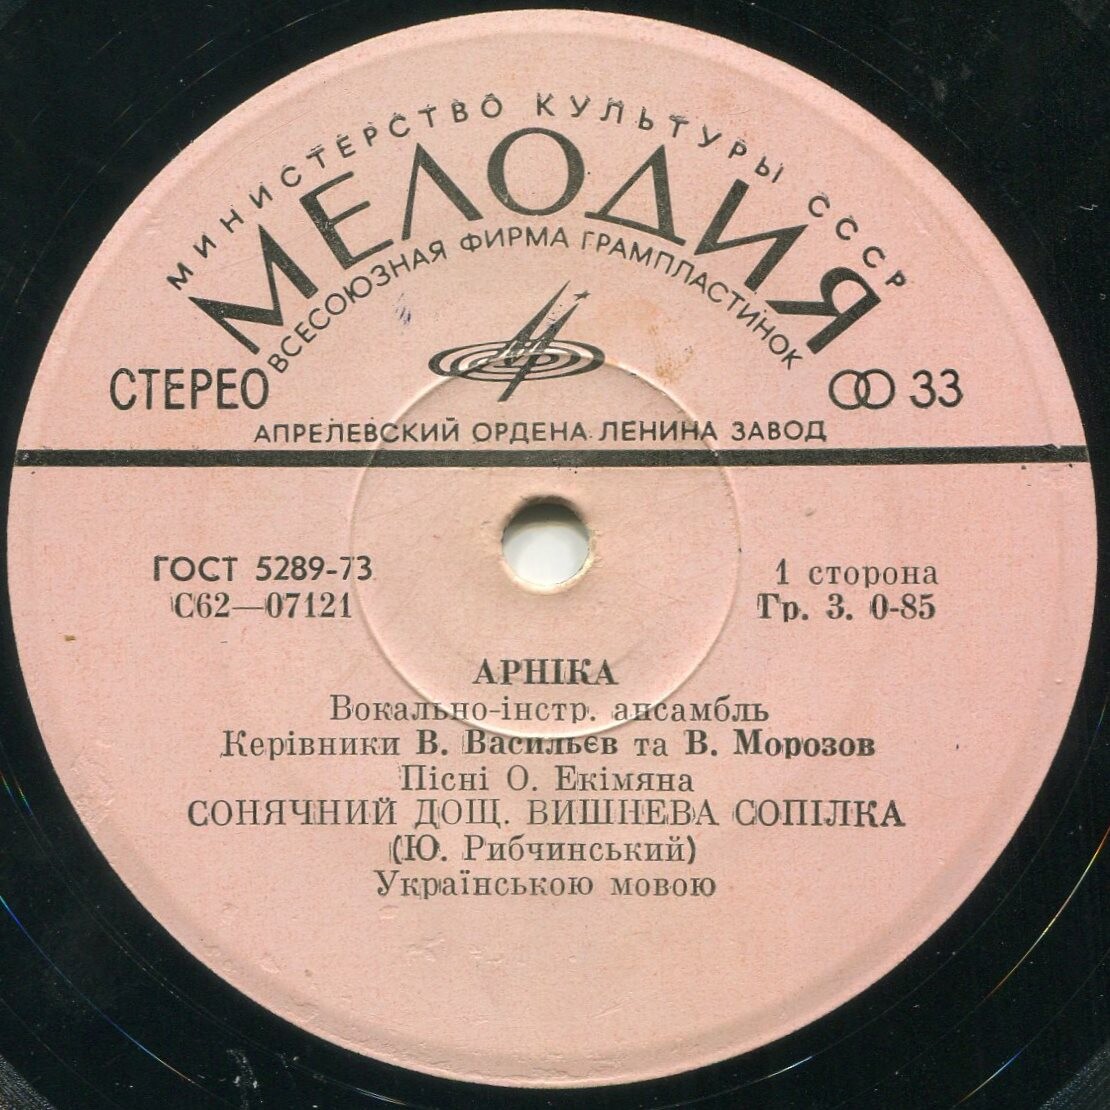 МИНИСТЕРСТВО КУЛЬТУРЫ СССР
МЕЛОДИЯ
ВСЕСОЮЗНАЯ ФИРМА ГРАМПЛАСТИНОК
СТЕРЕО
33
АПРЕЛЕВСКИЙ ОРДЕНА ЛЕНИНА ЗАВОД
ГОСТ 5289-73
1 сторона
С62—07121
Гр. 3. 0-85
АРНІКА
Вокально-інстр. ансамбль
Керівники В. Васильєв та В. Морозов
Пісні О. Екімяна
СОНЯЧНИЙ ДОЩ. ВИШНЕВА СОПІЛКА
(Ю. Рибчинський)
Українською мовою